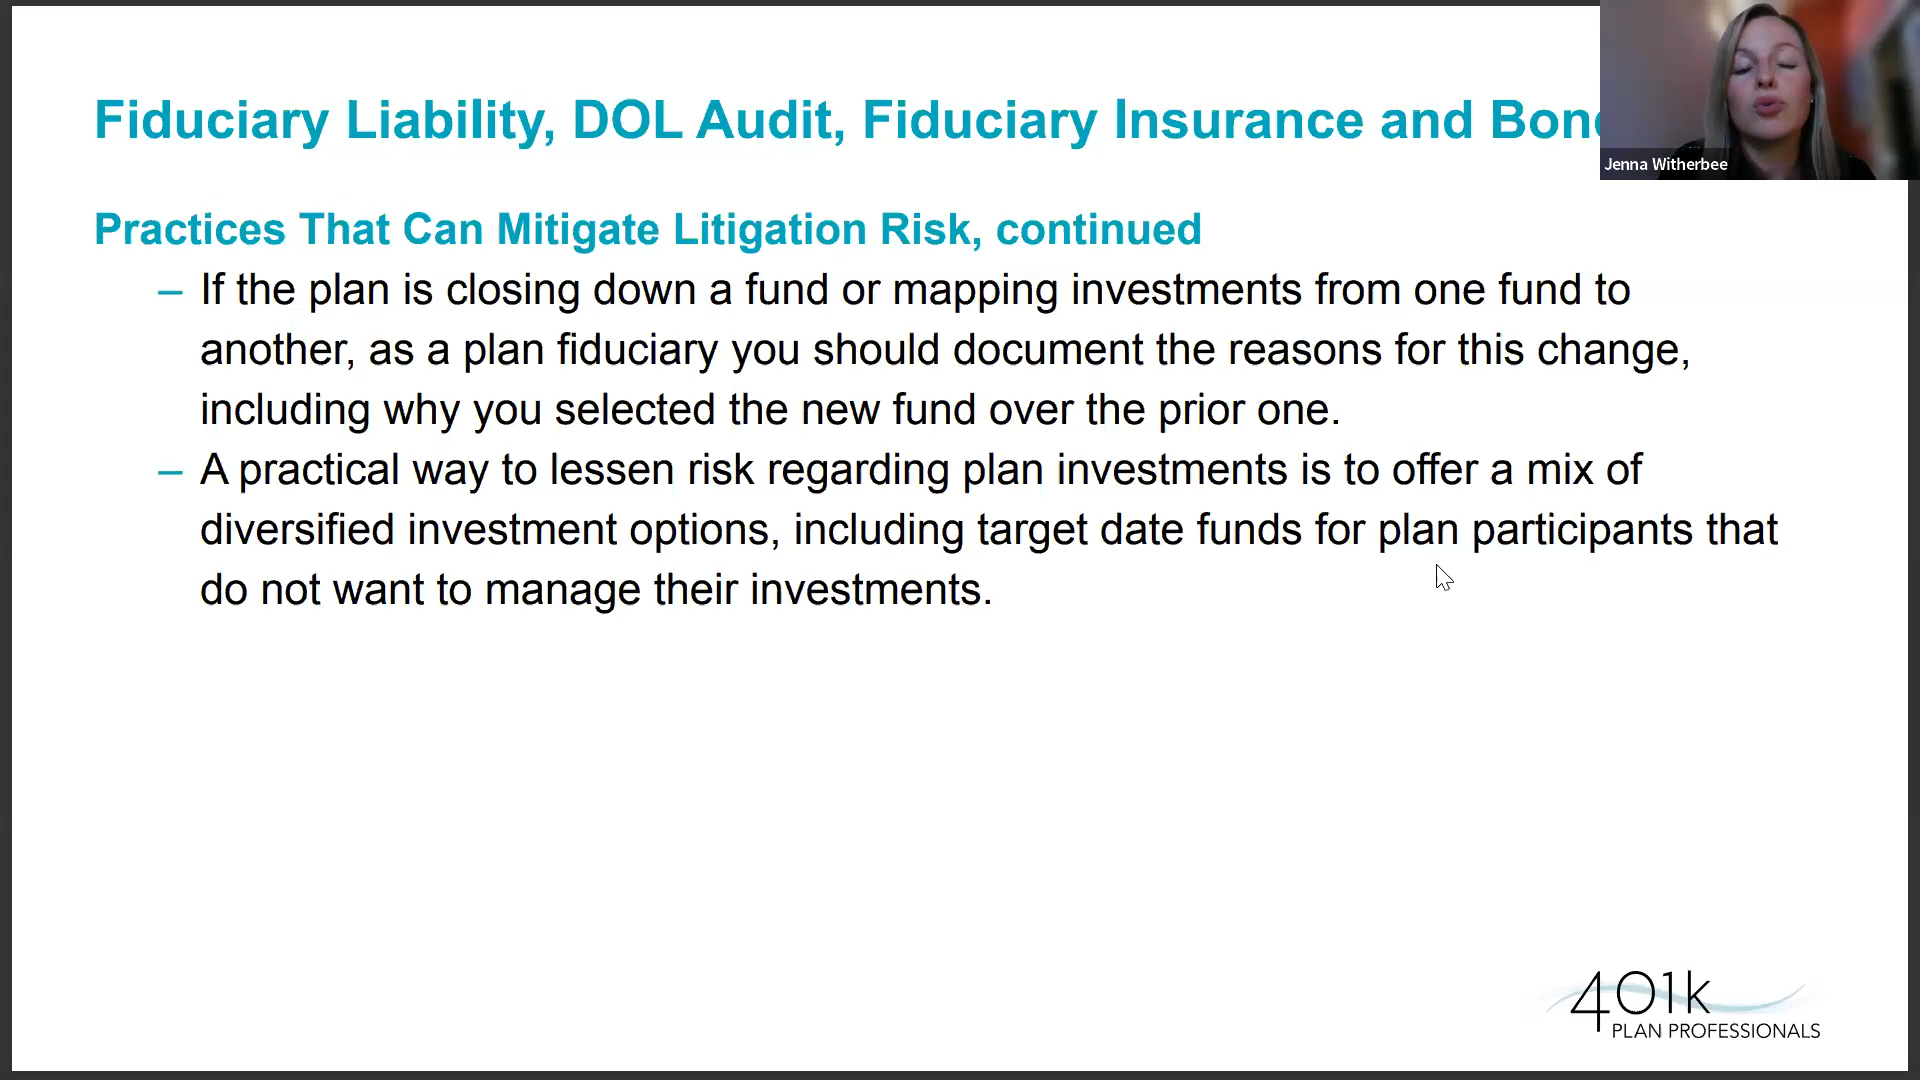 Fiduciary Liability, DOL Audit, Fiduciary Insurance and
Jenna Witherbee
Practices That Can Mitigate Litigation Risk, continued
– If the plan is closing down a fund or mapping investments from one fund to
another, as a plan fiduciary you should document the reasons for this change,
including why you selected the new fund over the prior one.
– A practical way to lessen risk regarding plan investments is to offer a mix of
diversified investment options, including target date funds for plan participants that
do not want to manage their investments.
401k
PLAN PROFESSIONALS